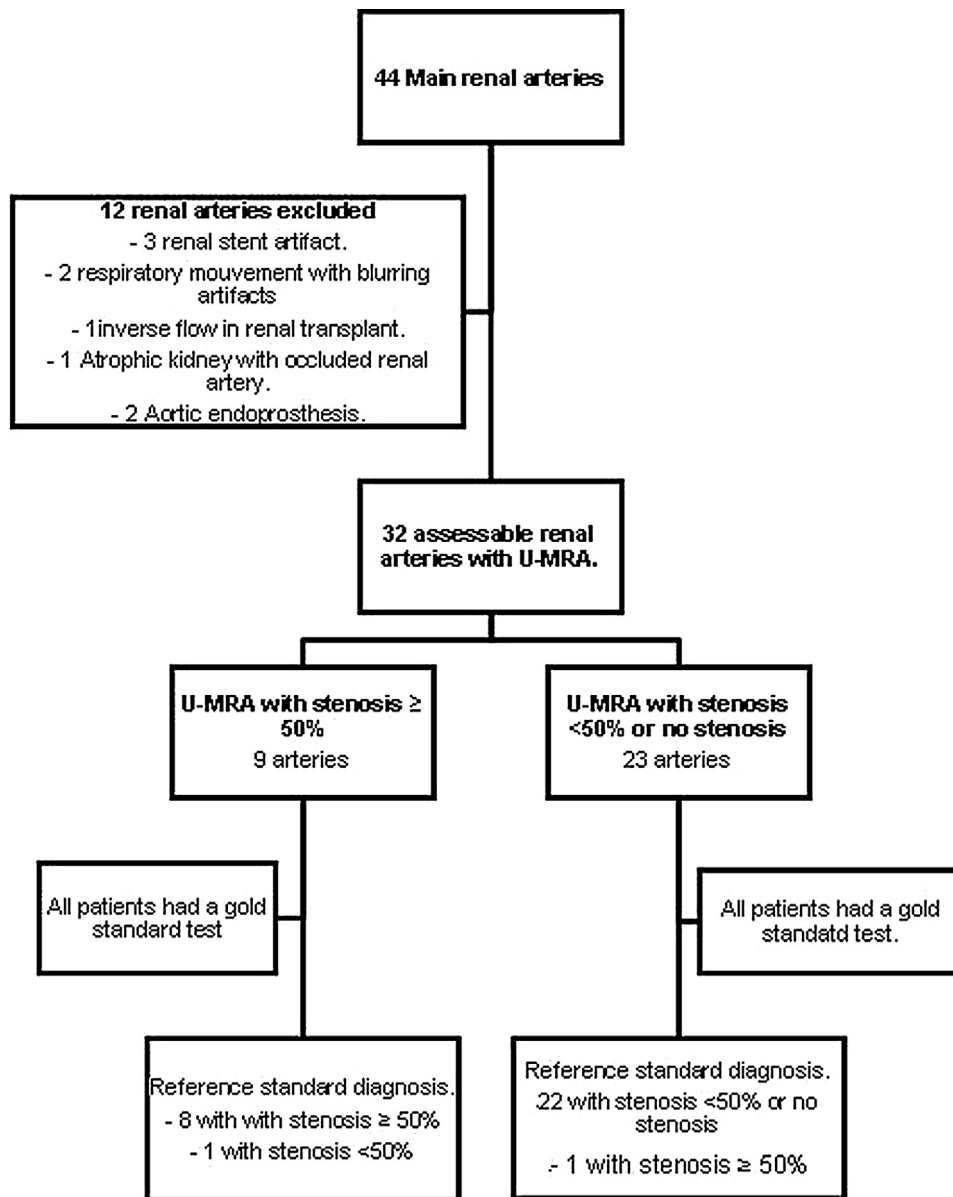 44 Main renal arteries
12 renal arteries excluded
- 3 renal stent artifact.
- 2 respiratory mouvement with blurring
artifacts
- 1inverse flow in renal transplant.
- 1 Atrophic kidney with occluded renal
artery.
- 2 Aortic endoprosthesis.
32 assessable renal
arteries with U-MRA.
U-MRA with stenosis ≥
50%
9 arteries
U-MRA with stenosis
<50% or no stenosis
23 arteries
All patients had a gold
standard test
All patients had a gold
standatd test.
Reference standard diagnosis.
- 8 with with stenosis ≥ 50%
- 1 with stenosis <50%
Reference standard diagnosis.
22 with stenosis <50% or no
stenosis
- 1 with stenosis ≥ 50%